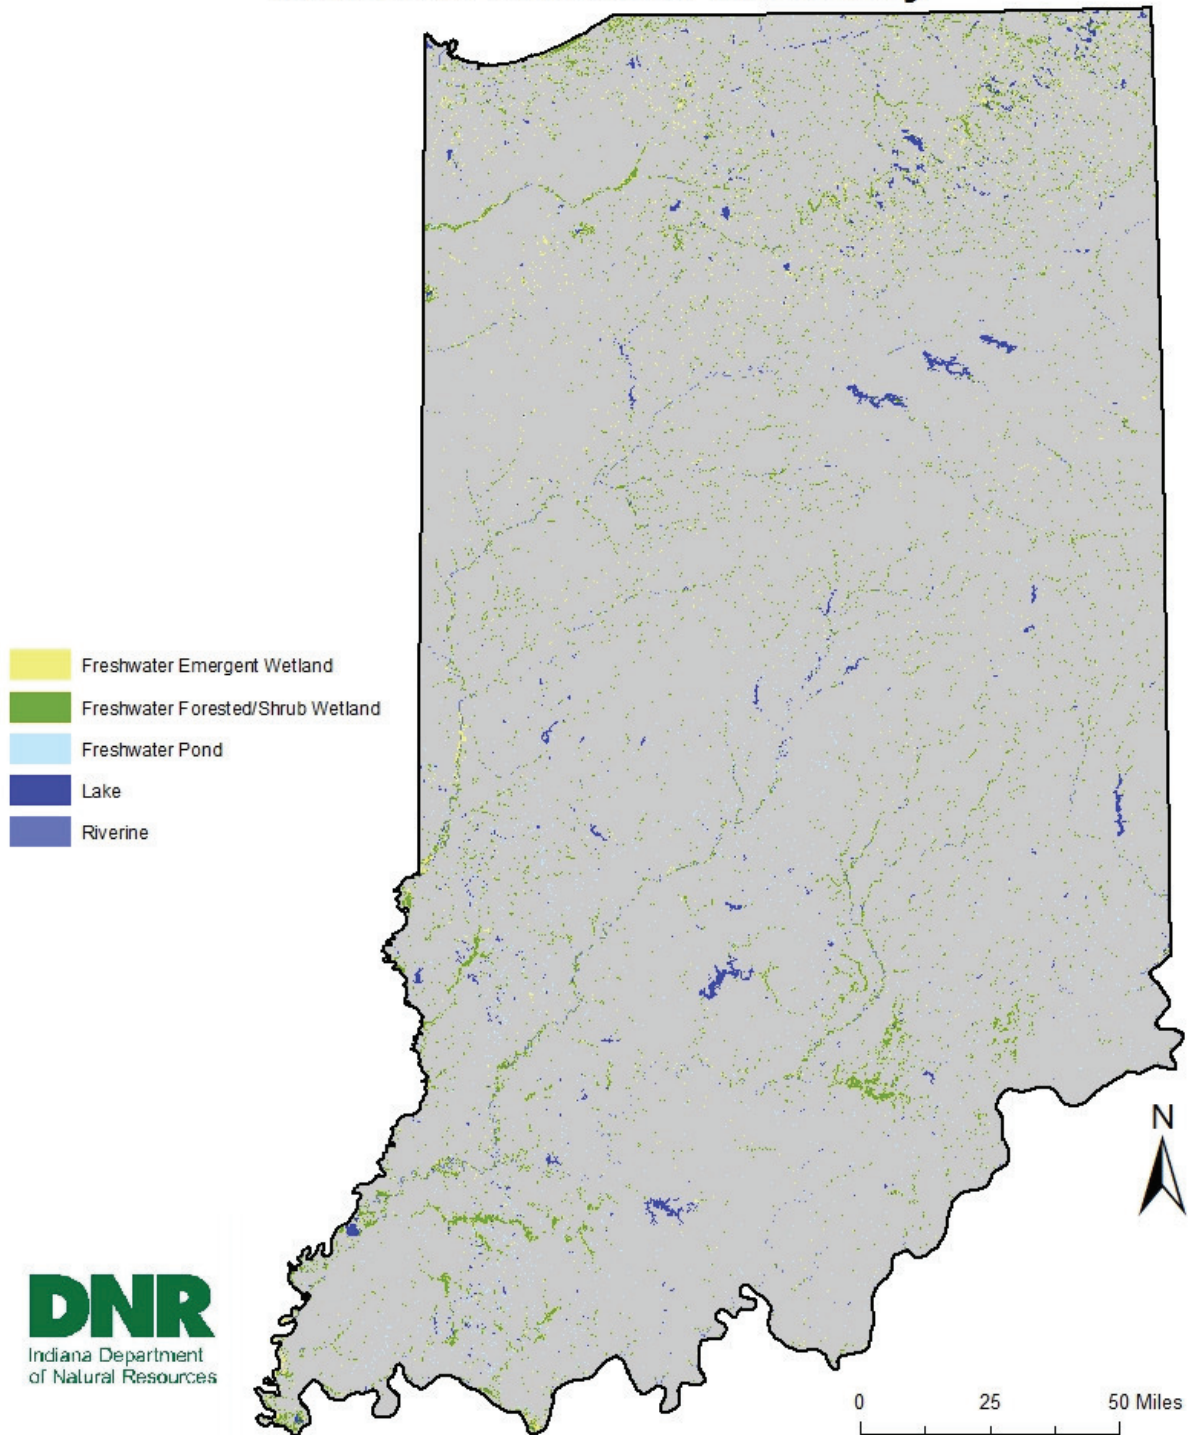 Freshwater Emergent Wetland
Freshwater Forested/Shrub Wetland
Freshwater Pond
Lake
Riverine
N
DNR
Indiana Department
of Natural Resources
0 25 50 Miles